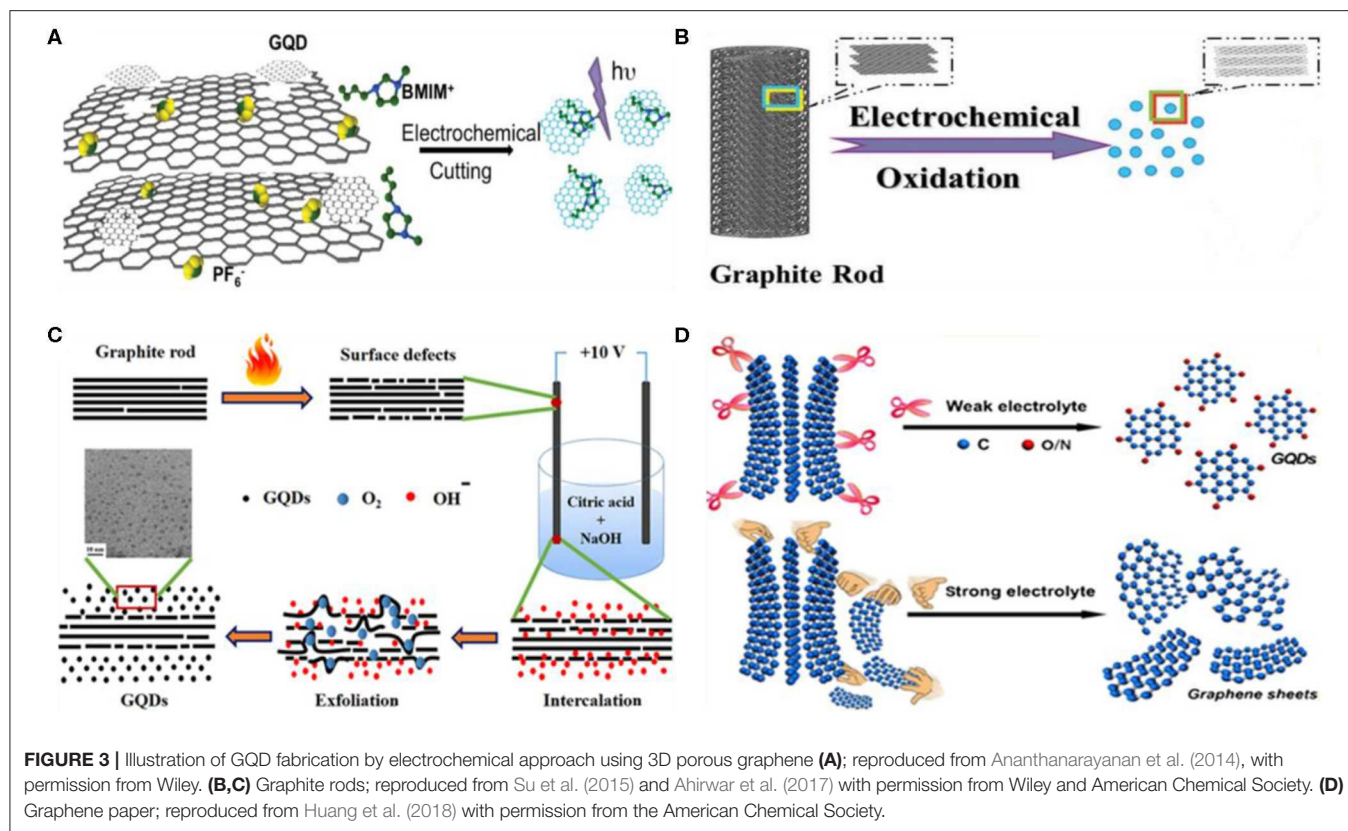 A
GQD
BMIM⁺
hυ
Electrochemical
Cutting
PF₆⁻
B
Electrochemical
Oxidation
Graphite Rod
C
Graphite rod
Surface defects
+10 V
GQDs
O₂
OH⁻
Citric acid
+
NaOH
10 nm
GQDs
Exfoliation
Intercalation
D
Weak electrolyte
C
O/N
GQDs
Strong electrolyte
Graphene sheets
FIGURE 3 | Illustration of GQD fabrication by electrochemical approach using 3D porous graphene (A); reproduced from Ananthanarayanan et al. (2014), with
permission from Wiley. (B,C) Graphite rods; reproduced from Su et al. (2015) and Ahirwar et al. (2017) with permission from Wiley and American Chemical Society. (D)
Graphene paper; reproduced from Huang et al. (2018) with permission from the American Chemical Society.